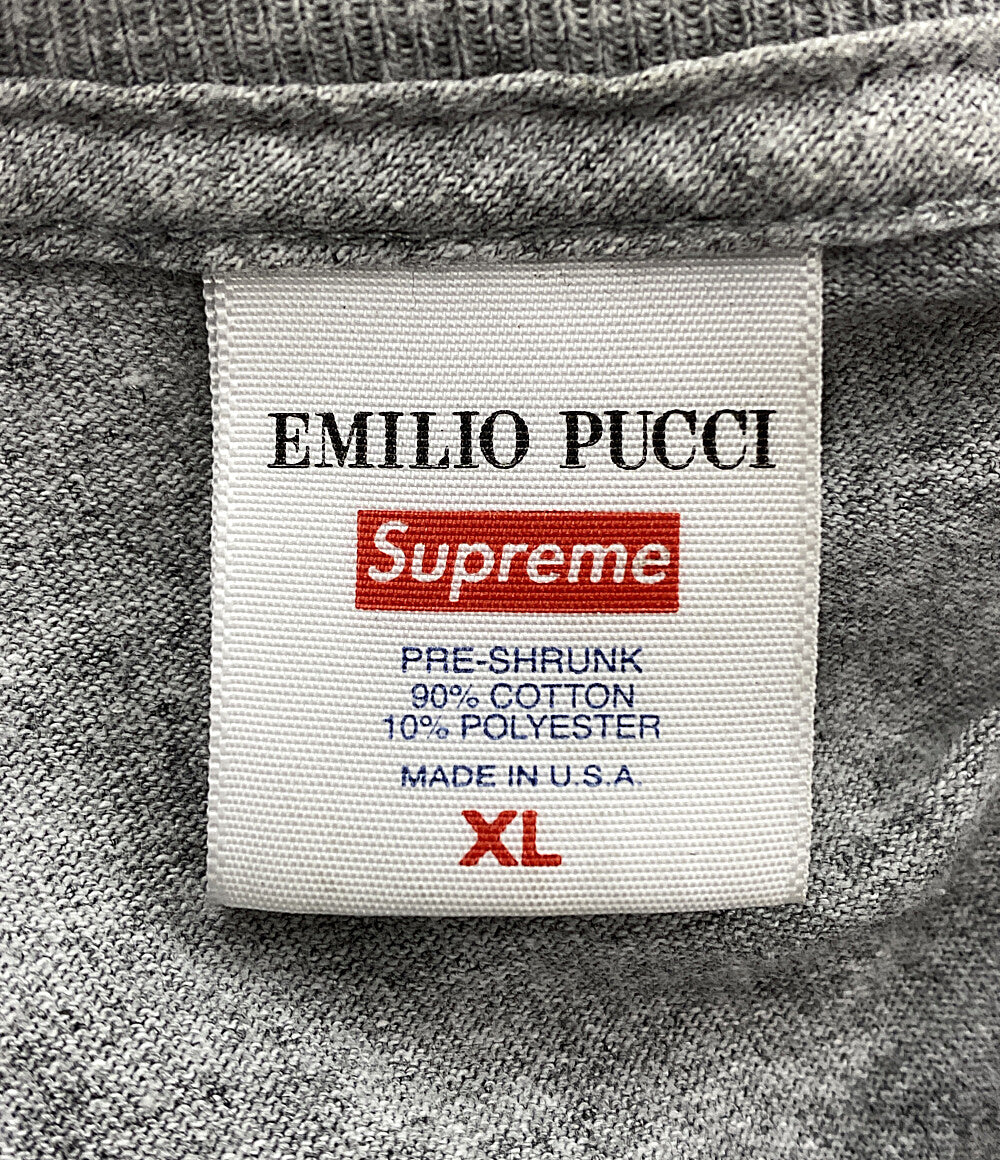 EMILIO PUCCI
Supreme
PRE-SHRUNK
90% COTTON
10% POLYESTER
MADE IN U.S.A.
XL